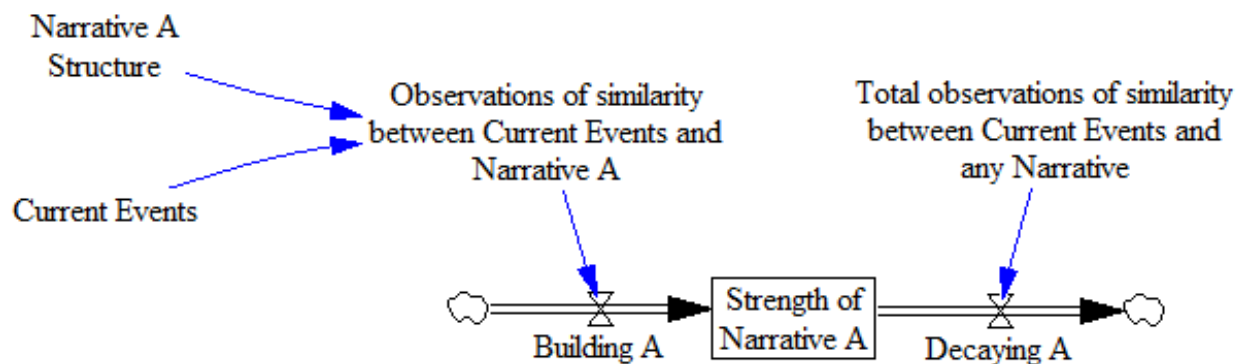 Narrative A
Structure
Observations of similarity
between Current Events and
Narrative A
Total observations of similarity
between Current Events and
any Narrative
Current Events
Building A
Strength of
Narrative A
Decaying A